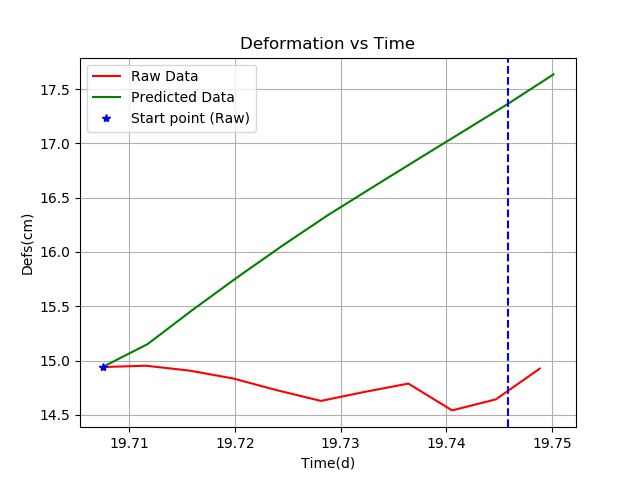 Deformation vs Time
Raw Data
Predicted Data
Start point (Raw)
Defs(cm)
17.5
17.0
16.5
16.0
15.5
15.0
14.5
19.71 19.72 19.73 19.74 19.75
Time(d)